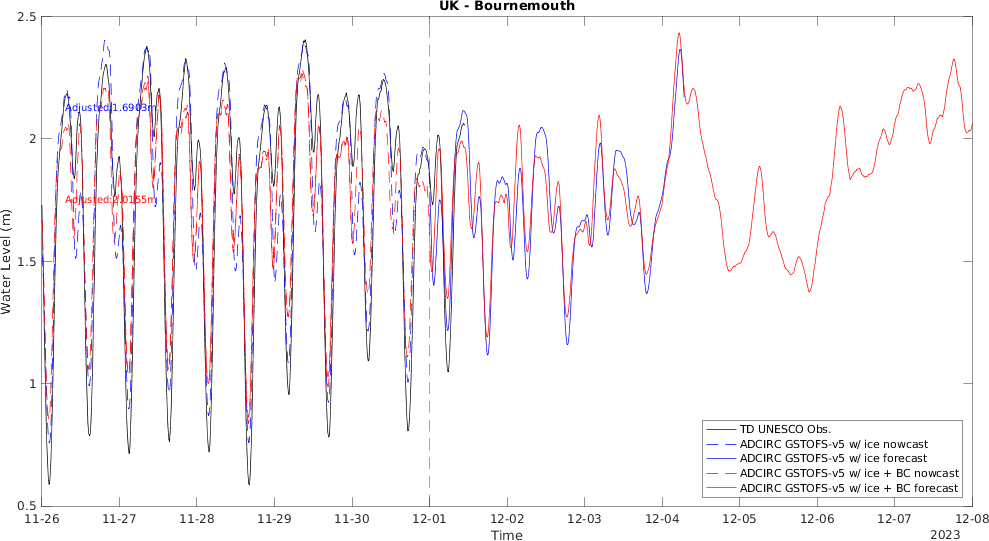 UK - Bournemouth
Water Level (m)
2.5
2
1.5
1
0.5
Adjusted:1.6903m
Adjusted:2.0155m
TD UNESCO Obs.
ADCIRC GSTOFS-v5 w/ ice nowcast
ADCIRC GSTOFS-v5 w/ ice forecast
ADCIRC GSTOFS-v5 w/ ice + BC nowcast
ADCIRC GSTOFS-v5 w/ ice + BC forecast
11-26 11-27 11-28 11-29 11-30 12-01 12-02 12-03 12-04 12-05 12-06 12-07 12-08
Time
2023